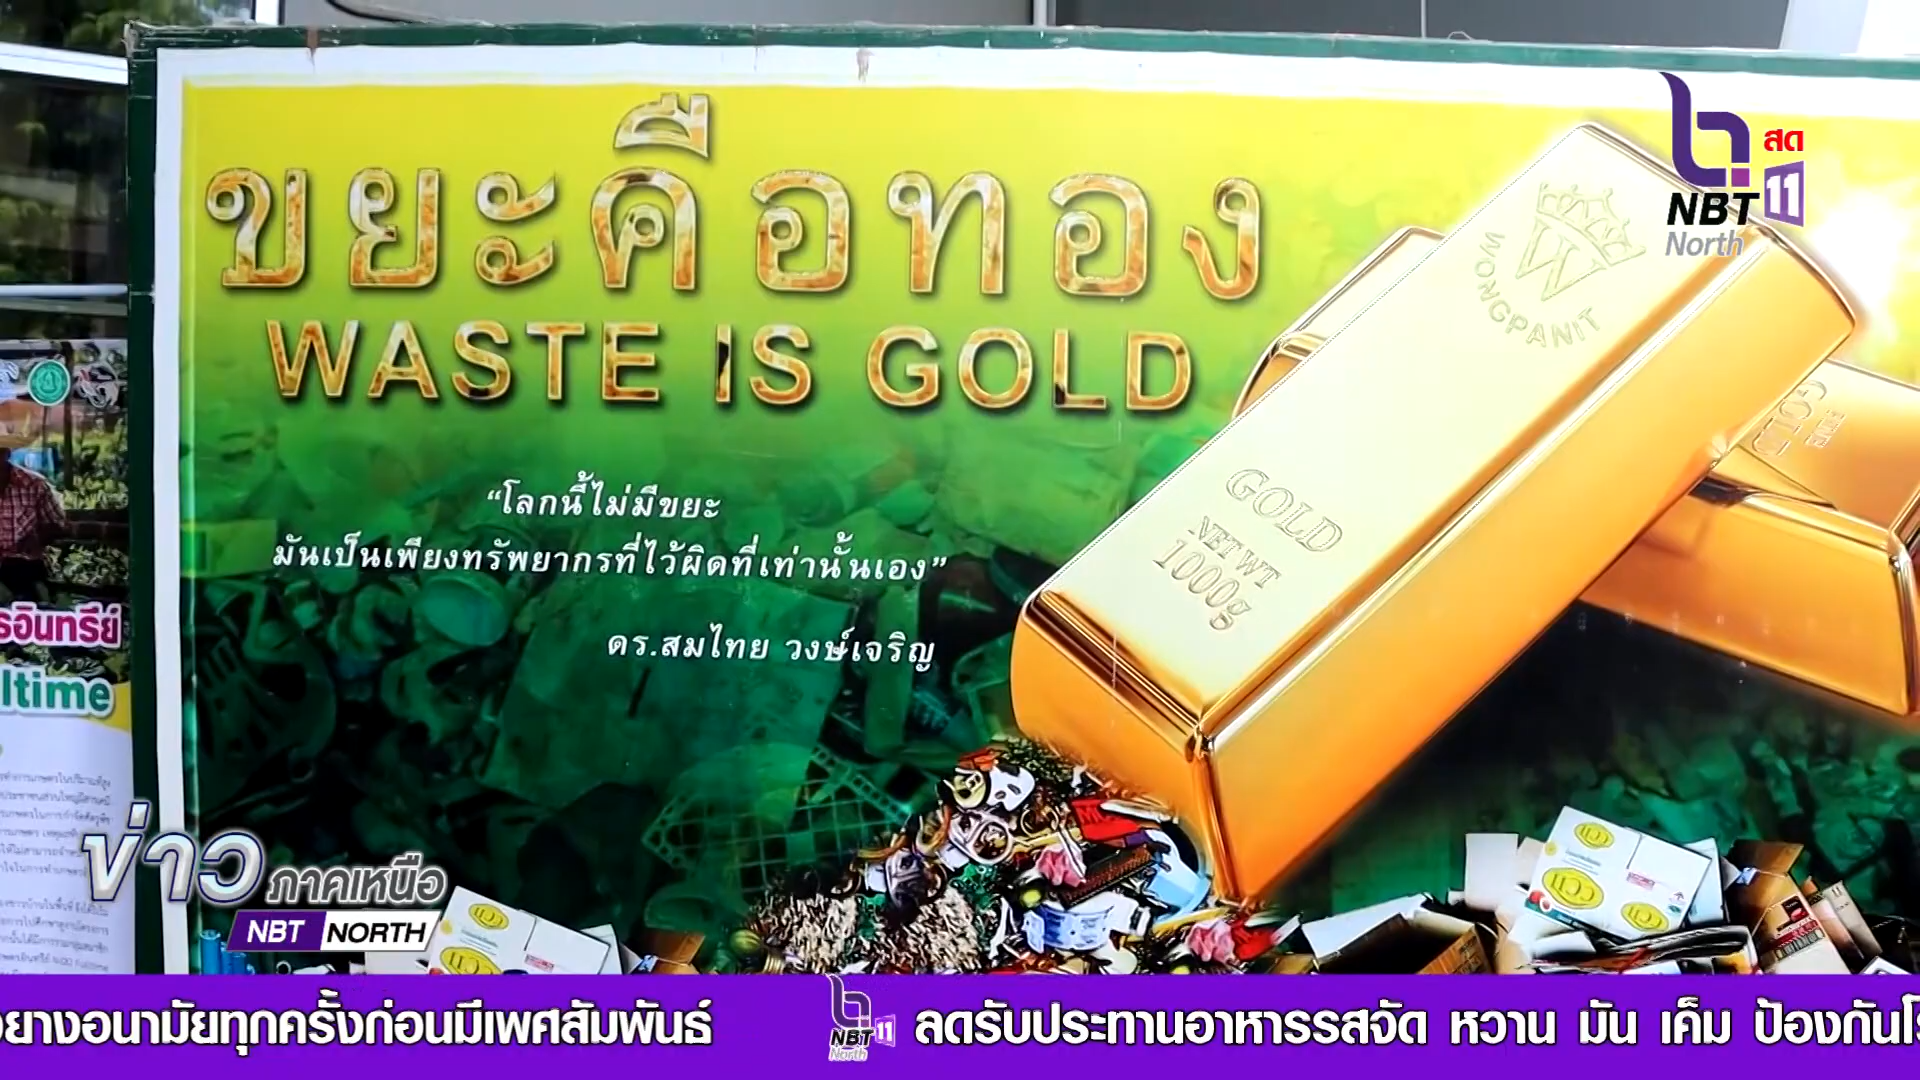 ขยะคือทอง
WASTE IS GOLD
“โลกนี้ไม่มีขยะ
มันเป็นเพียงทรัพยากรที่ไว้ผิดที่เท่านั้นเอง”
ดร.สมไทย วงษ์เจริญ
WONGPANIT
GOLD
NET WT
1000g
GOLD
สด
NBT 11
North
ltime
ข่าว
ภาคเหนือ
NBT NORTH
ยางอนามัยทุกครั้งก่อนมีเพศสัมพันธ์
NBT 11
North
ลดรับประทานอาหารรสจัด หวาน มัน เค็ม ป้องกัน